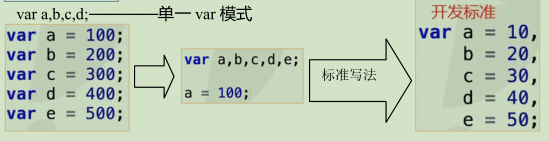 var a,b,c,d;————单一 var 模式
var a = 100;
var b = 200;
var c = 300;
var d = 400;
var e = 500;
var a,b,c,d,e;
a = 100;
标准写法
开发标准
var a = 10,
b = 20,
c = 30,
d = 40,
e = 50;